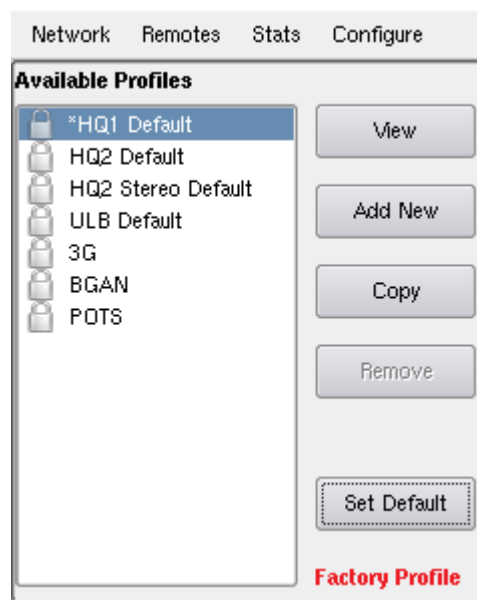 Network Remotes Stats Configure
Available Profiles
*HQ1 Default
HQ2 Default
HQ2 Stereo Default
ULB Default
3G
BGAN
POTS
View
Add New
Copy
Remove
Set Default
Factory Profile